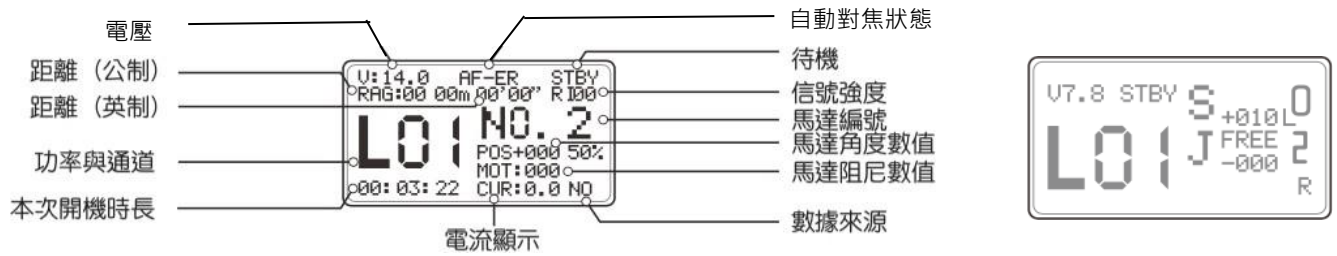 電壓
距離（公制）
距離（英制）
功率與通道
本次開機時長
V:14.0 AF-ER STBY
RAG:00 00m 00'00" R 100
L01 NO. 2
POS+000 50%
MOT:000
00:03:22 CUR:0.0 NO
電流顯示
自動對焦狀態
待機
信號強度
馬達編號
馬達角度數值
馬達阻尼數值
數據來源
V7.8 STBY S +010 L 0
L01 J FREE 2
-000
R